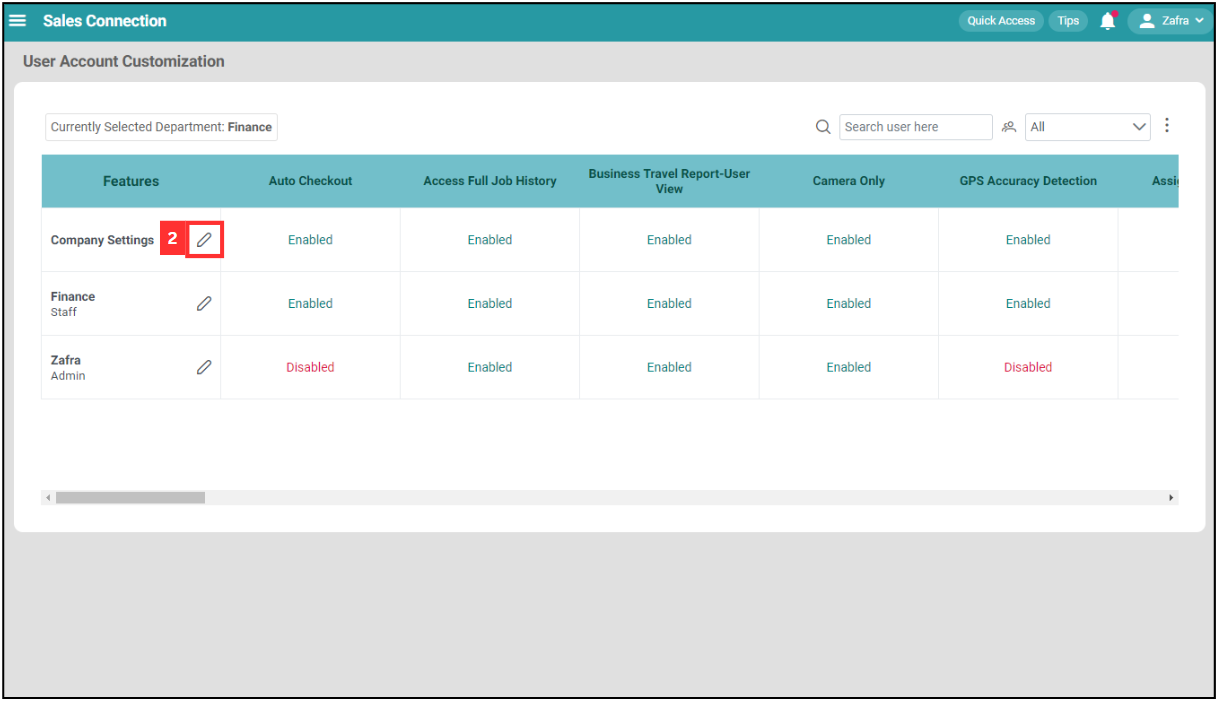 Sales Connection
Quick Access
Tips
Zafra
User Account Customization
Currently Selected Department: Finance
Search user here
All
Features
Auto Checkout
Access Full Job History
Business Travel Report-User
View
Camera Only
GPS Accuracy Detection
Assi
Company Settings
2
Enabled
Enabled
Enabled
Enabled
Enabled
Finance
Staff
Enabled
Enabled
Enabled
Enabled
Enabled
Zafra
Admin
Disabled
Enabled
Enabled
Enabled
Disabled